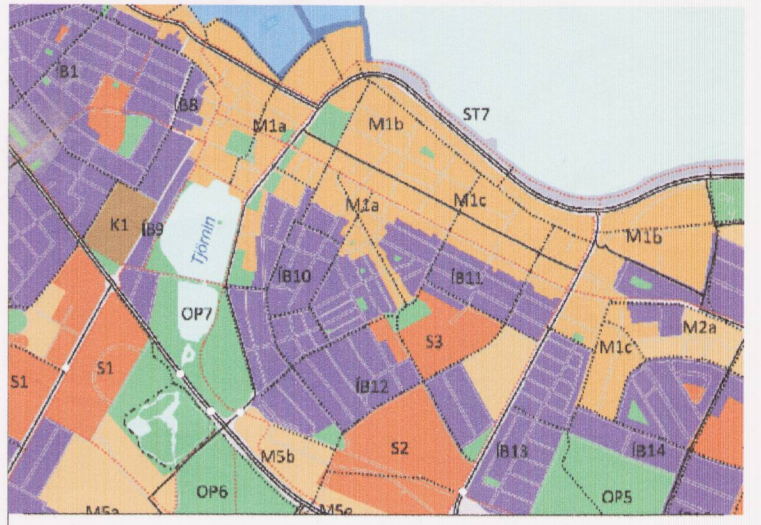 ÍB1
ÍB8
M1a
M1b
ST7
K1
ÍB9
Tjörnin
M1a
M1c
M1b
ÍB10
ÍB11
OP7
S3
M2a
M1c
S1
S1
ÍB12
S2
M5b
ÍB13
ÍB14
OP6
OP5
M5a